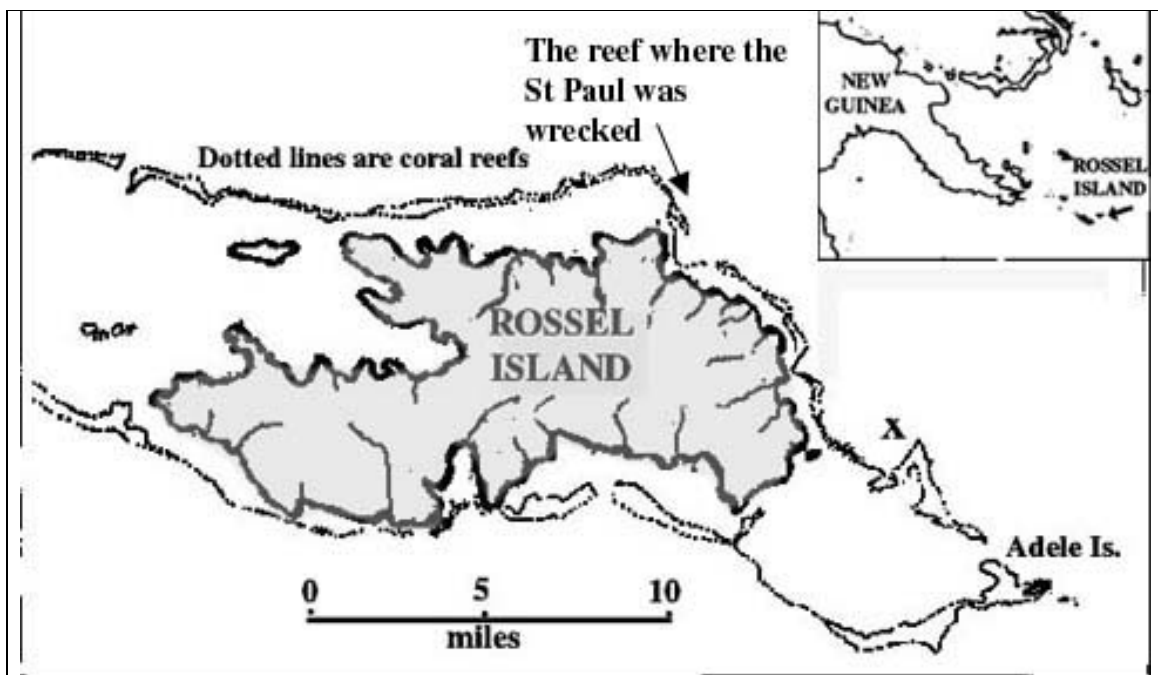 The reef where the
St Paul was
wrecked
Dotted lines are coral reefs
NEW
GUINEA
ROSSEL
ISLAND
ROSSEL
ISLAND
X
Adele Is.
0 5 10
miles